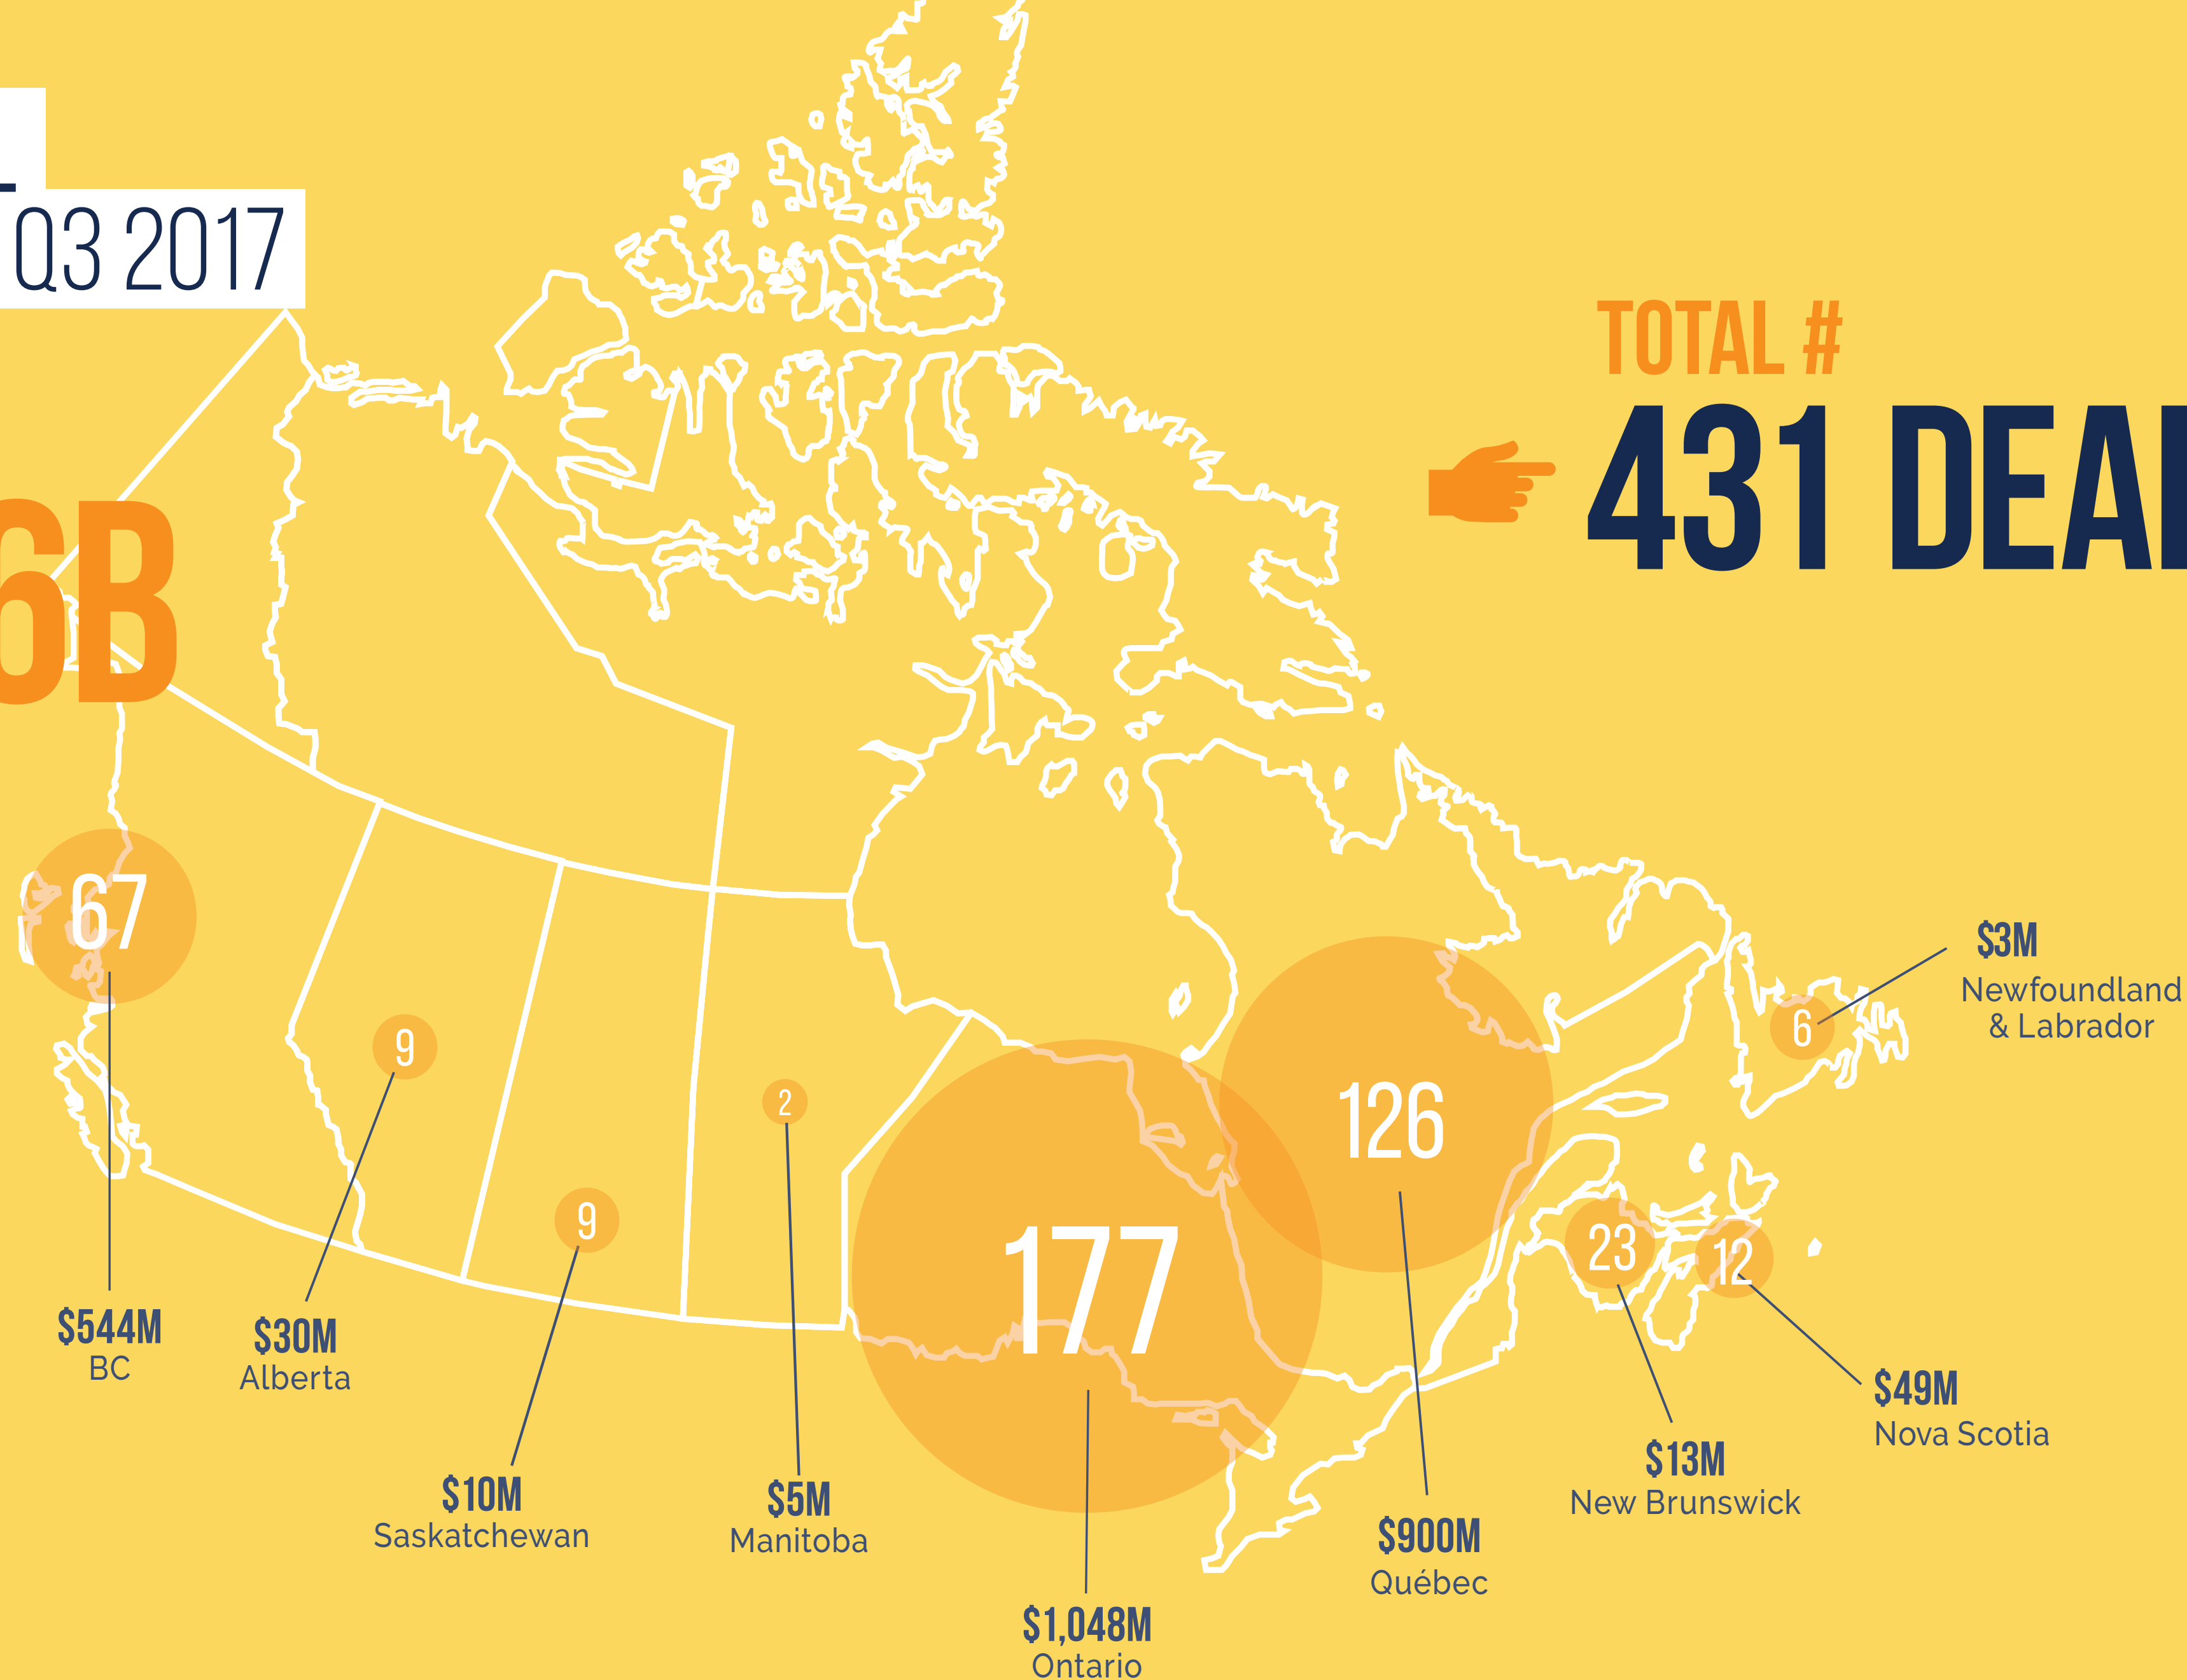 Q3 2017
TOTAL #
431 DEAL
6B
67
9
9
2
177
126
6
23
12
$3M
Newfoundland
& Labrador
$544M
BC
$30M
Alberta
$10M
Saskatchewan
$5M
Manitoba
$1,048M
Ontario
$900M
Québec
$13M
New Brunswick
$49M
Nova Scotia